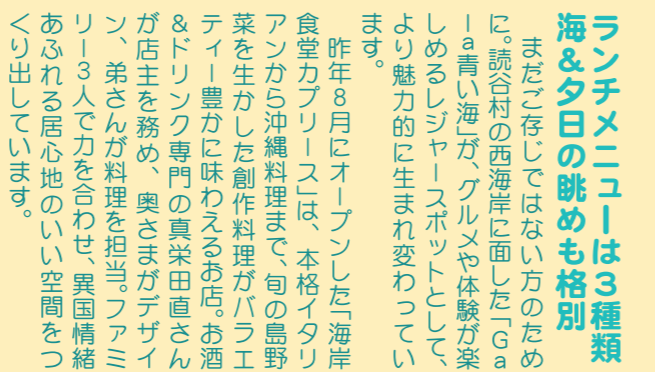 ランチメニューは３種類
海＆夕日の眺めも格別
まだご存じではない方のため
に。読谷村の西海岸に面した「Ｇａ
ーａ青い海」が、グルメや体験が楽
しめるレジャースポットとして、
より魅力的に生まれ変わってい
ます。
昨年８月にオープンした「海岸
食堂カプリース」は、本格イタリ
アンから沖縄料理まで、旬の島野
菜を生かした創作料理がバラエ
ティー豊かに味わえるお店。お酒
＆ドリンク専門の真栄田直さん
が店主を務め、奥さまがデザイ
ン、弟さんが料理を担当。ファミ
リー３人で力を合わせ、異国情緒
あふれる居心地のいい空間をつ
くり出しています。